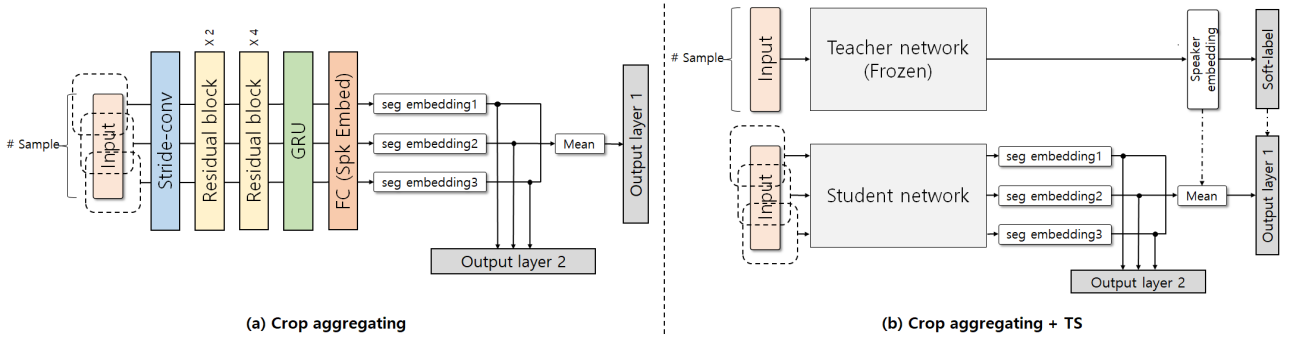 # Sample
Input
Stride-conv
X 2
Residual block
X 4
Residual block
GRU
FC (Spk Embed)
seg embedding1
seg embedding2
seg embedding3
Mean
Output layer 1
Output layer 2
(a) Crop aggregating
# Sample
Input
Teacher network
(Frozen)
Speaker
embedding
Soft-label
# Sample
Input
Student network
seg embedding1
seg embedding2
seg embedding3
Mean
Output layer 1
Output layer 2
(b) Crop aggregating + TS